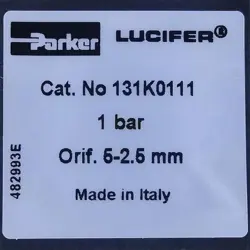 Parker LUCIFER®
Cat. No 131K0111
1 bar
Orif. 5-2.5 mm
482993E
Made in Italy